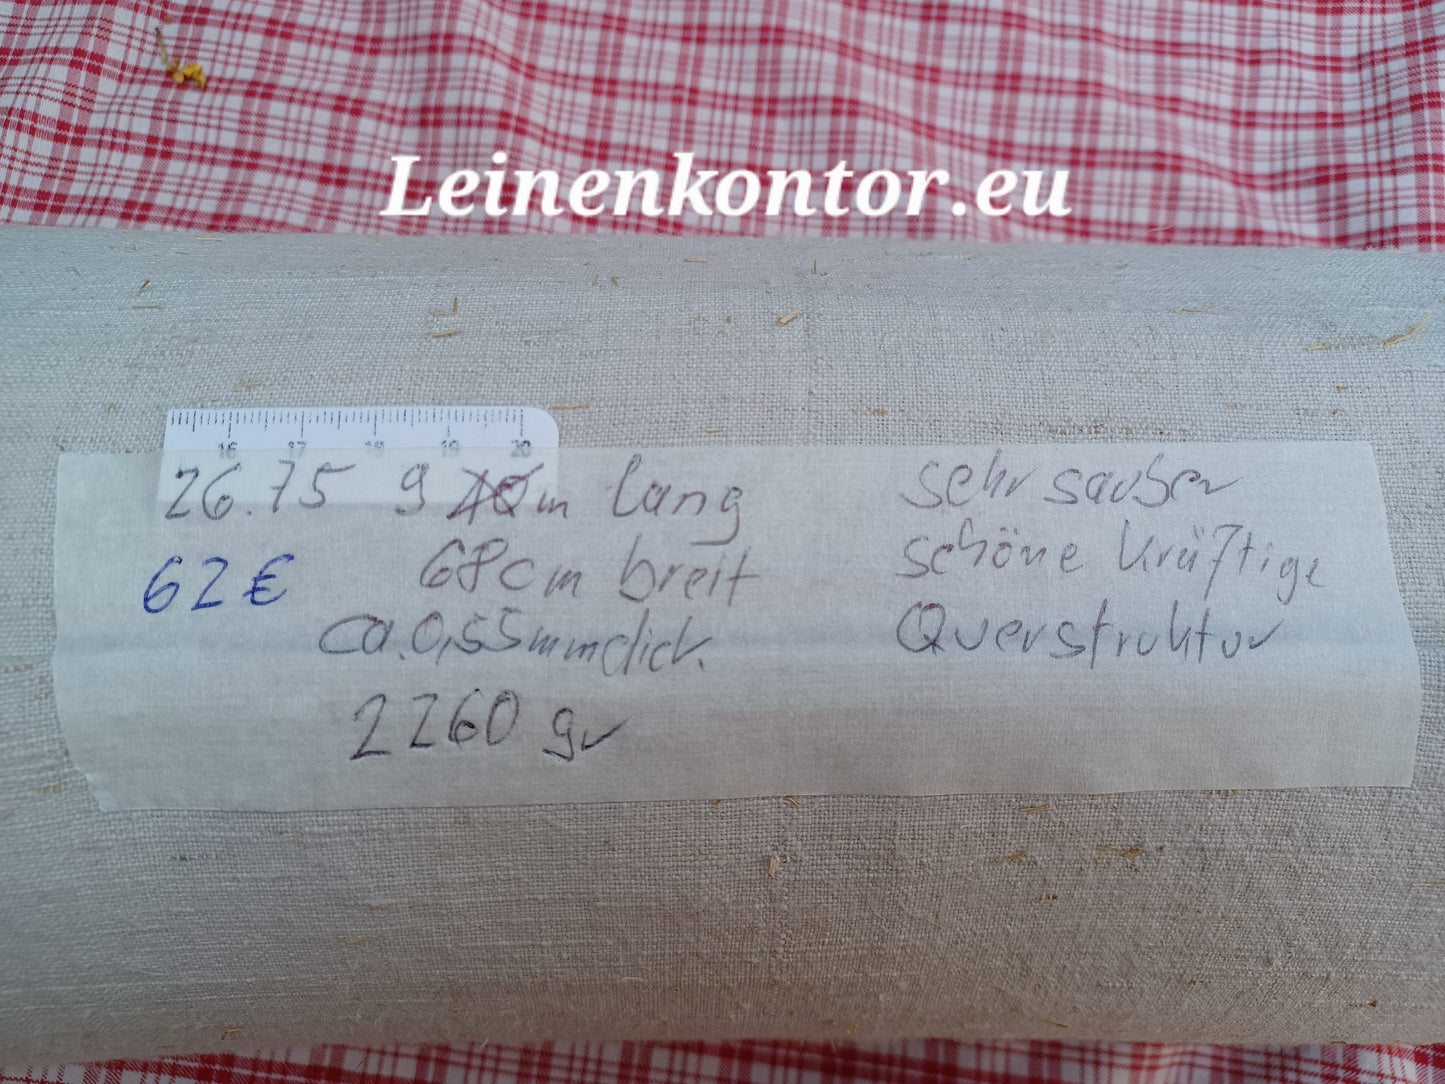 Leinenkontor.eu
16 17 18 19 20
26.75 9 10m lang
62€ 68cm breit
ca. 0,55mm dick.
2260 gr
sehr sauber
schöne kräftige
Querstruktur